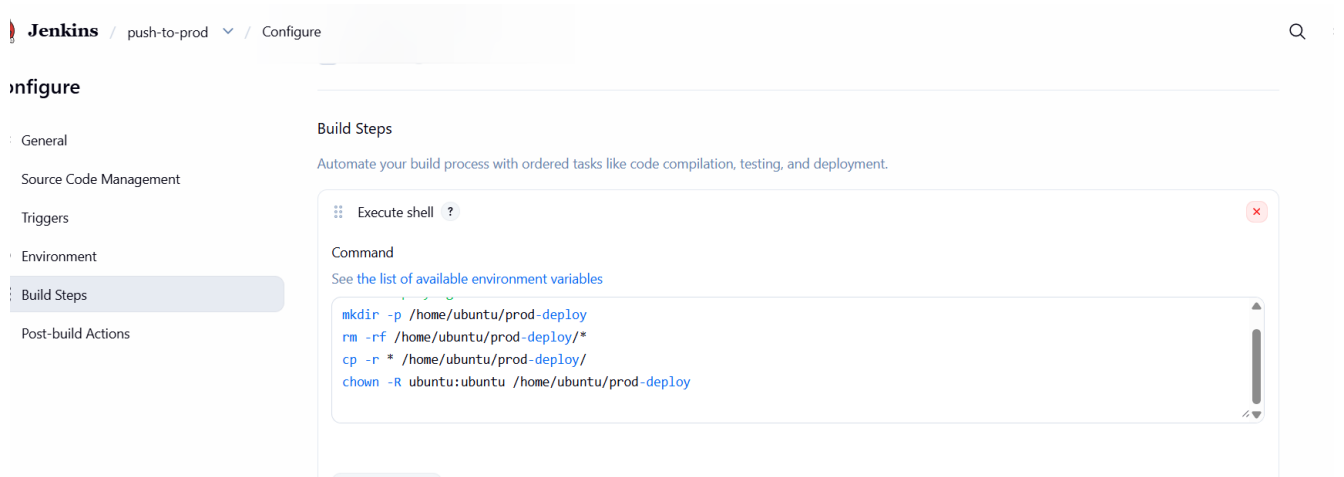 Jenkins / push-to-prod / Configure
onfigure
General
Source Code Management
Triggers
Environment
Build Steps
Post-build Actions
Build Steps
Automate your build process with ordered tasks like code compilation, testing, and deployment.
Execute shell ?
Command
See the list of available environment variables
mkdir -p /home/ubuntu/prod-deploy
rm -rf /home/ubuntu/prod-deploy/*
cp -r * /home/ubuntu/prod-deploy/
chown -R ubuntu:ubuntu /home/ubuntu/prod-deploy